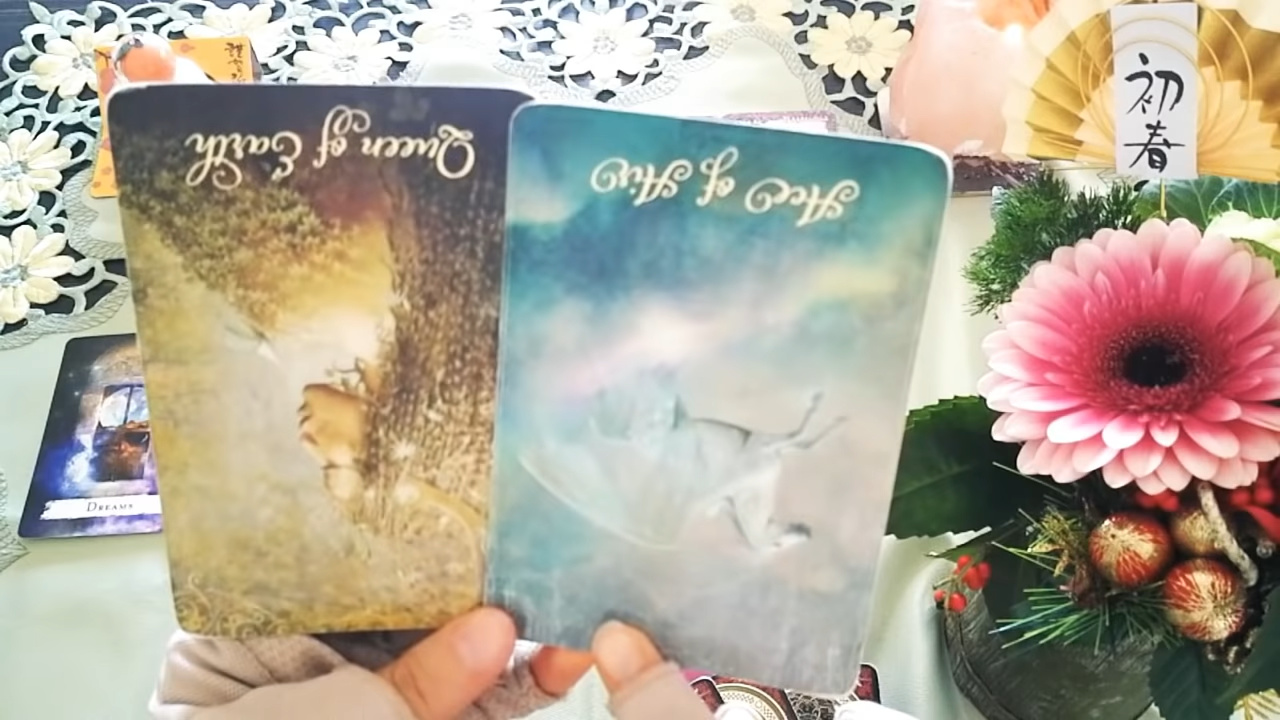 初春
Queen of Earth
Ace of Air
DREAMS